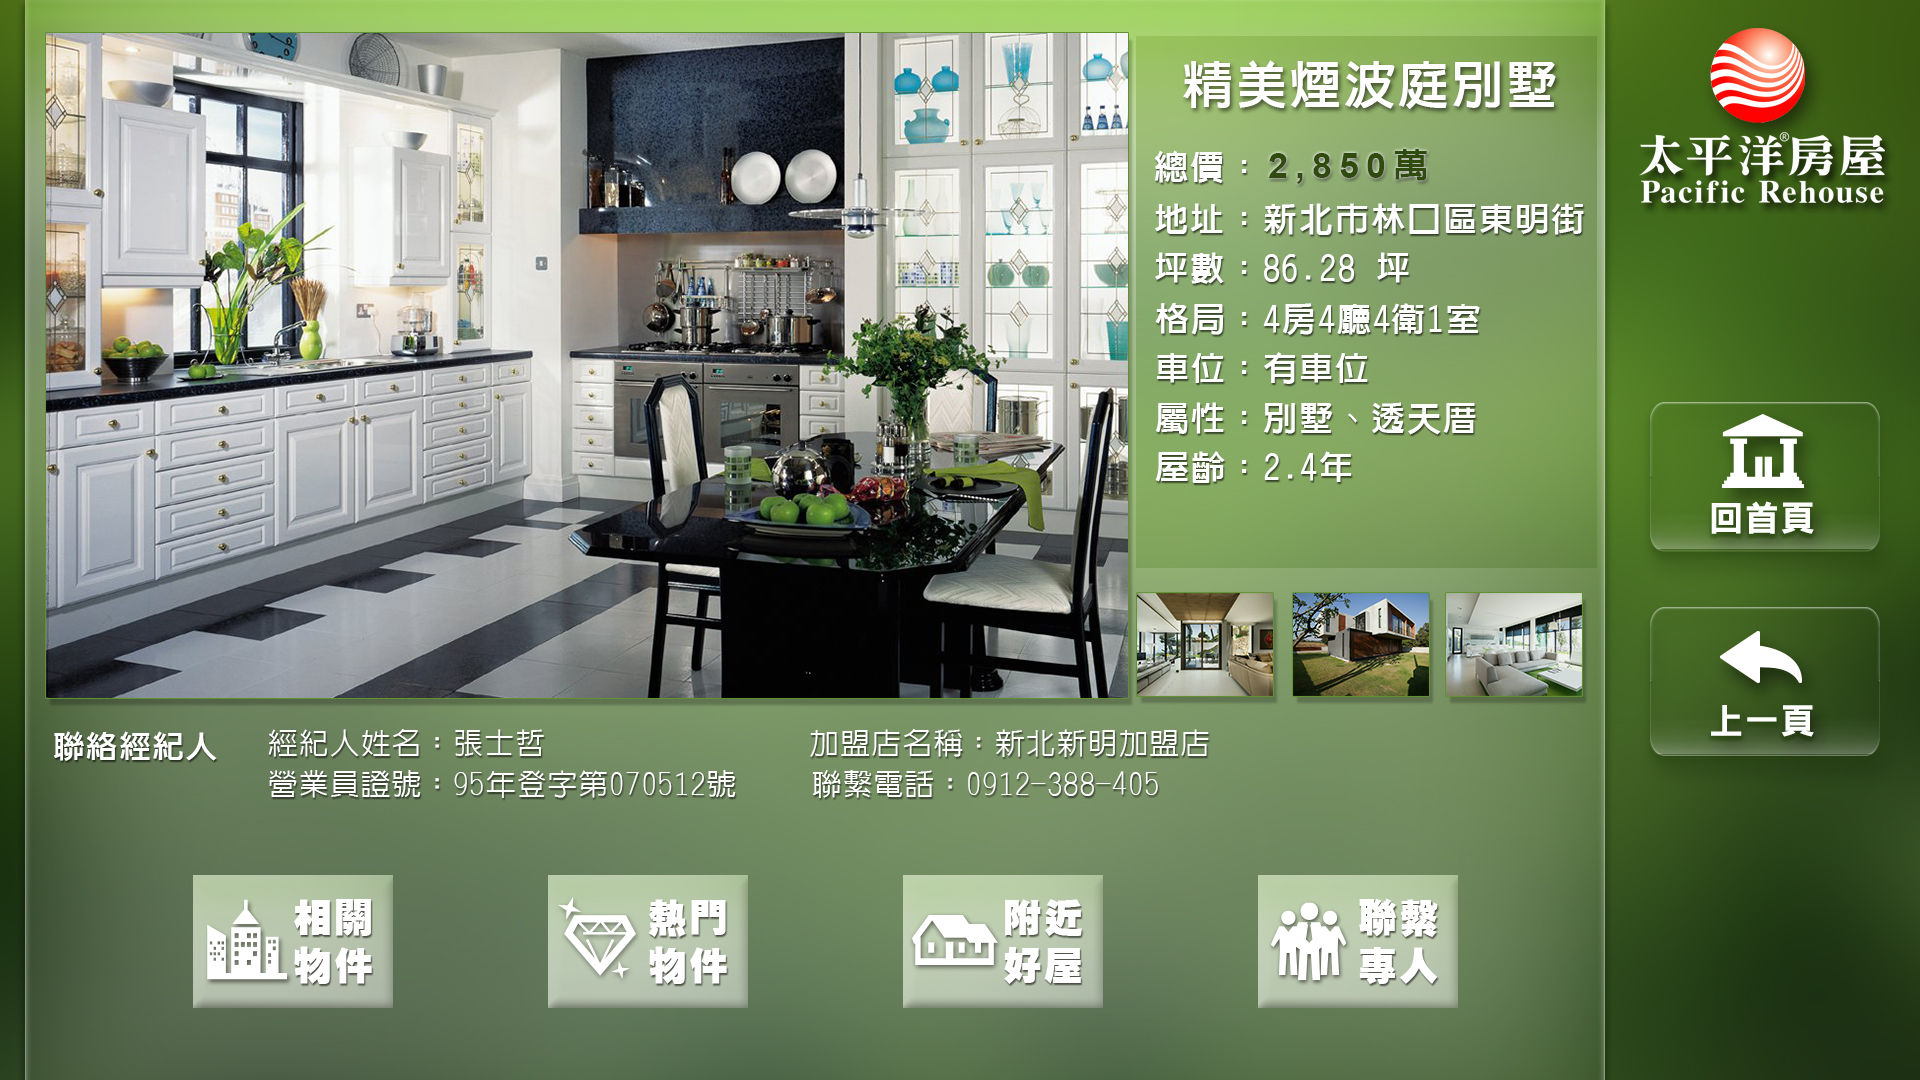 精美煙波庭別墅
總價：2,850萬
地址：新北市林口區東明街
坪數：86.28 坪
格局：4房4廳4衛1室
車位：有車位
屬性：別墅、透天厝
屋齡：2.4年
太平洋房屋®
Pacific Rehouse
回首頁
上一頁
聯絡經紀人
經紀人姓名：張士哲
加盟店名稱：新北新明加盟店
營業員證號：95年登字第070512號
聯繫電話：0912-388-405
相關
物件
熱門
物件
附近
好屋
聯繫
專人